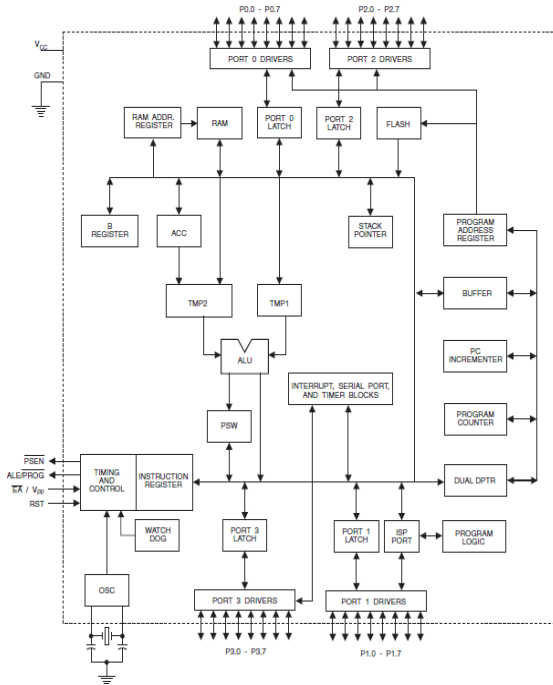 P0.0 - P0.7
P2.0 - P2.7
VCC
PORT 0 DRIVERS
PORT 2 DRIVERS
GND
RAM ADDR.
REGISTER
RAM
PORT 0
LATCH
PORT 2
LATCH
FLASH
B
REGISTER
ACC
STACK
POINTER
PROGRAM
ADDRESS
REGISTER
BUFFER
TMP2
TMP1
ALU
PC
INCREMENTER
INTERRUPT, SERIAL PORT,
AND TIMER BLOCKS
PSW
PROGRAM
COUNTER
PSEN
ALE/PROG
EA / VPP
RST
TIMING
AND
CONTROL
INSTRUCTION
REGISTER
DUAL DPTR
WATCH
DOG
PORT 3
LATCH
PORT 1
LATCH
ISP
PORT
PROGRAM
LOGIC
OSC
PORT 3 DRIVERS
PORT 1 DRIVERS
P3.0 - P3.7
P1.0 - P1.7